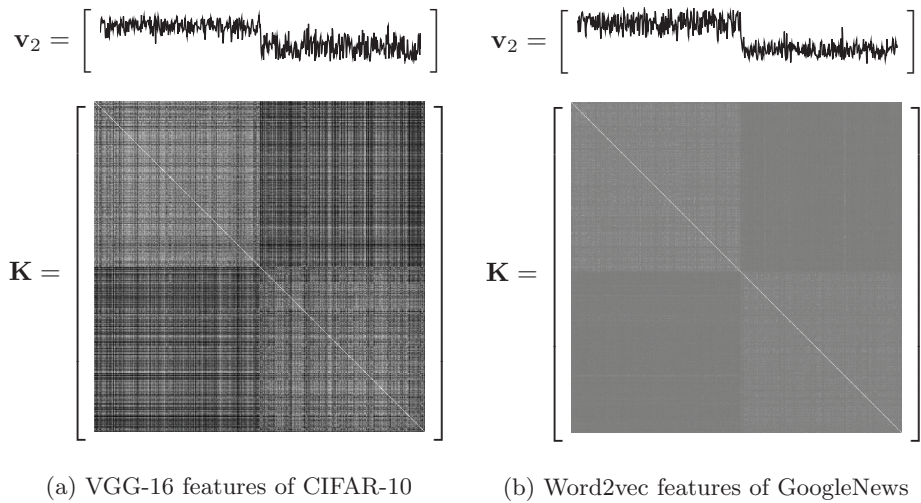 v₂ =
v₂ =
K =
K =
(a) VGG-16 features of CIFAR-10
(b) Word2vec features of GoogleNews